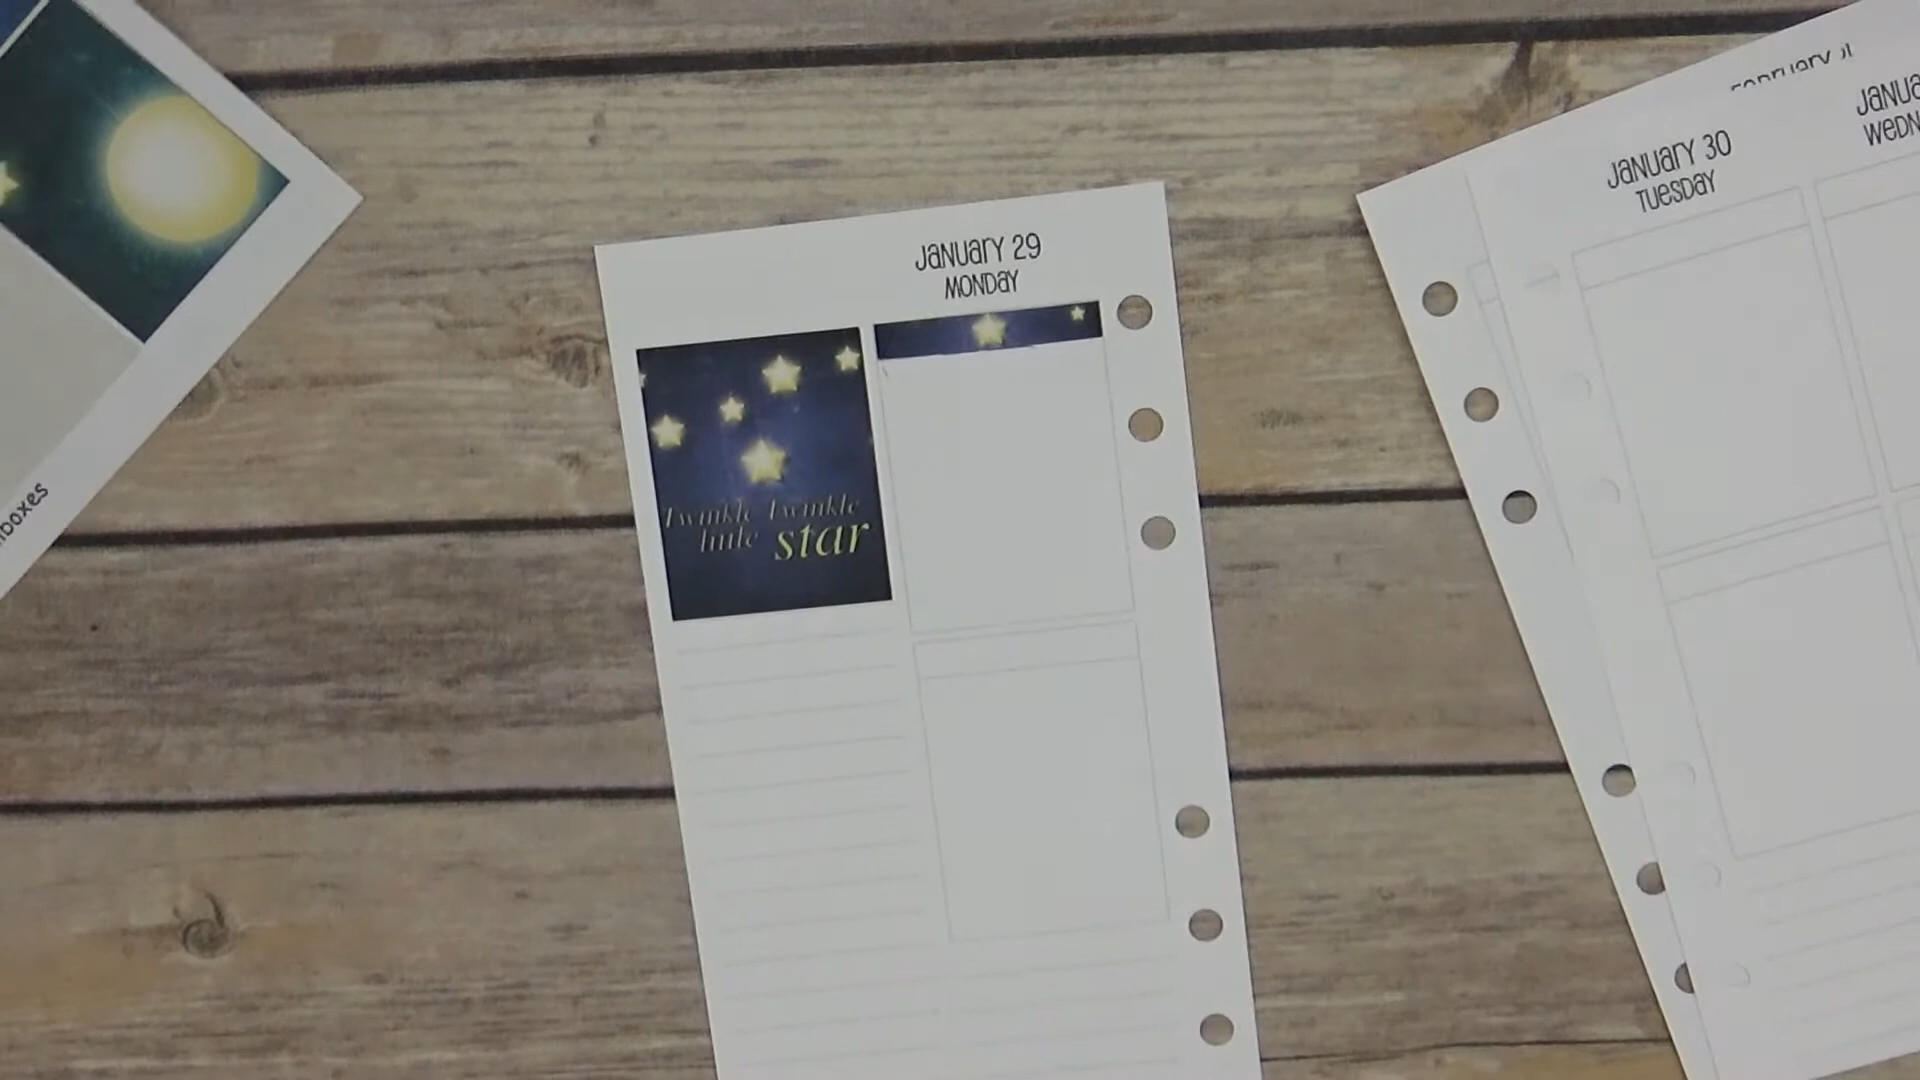 January 29
Monday
Twinkle Twinkle
little star
boxes
January 30
Tuesday